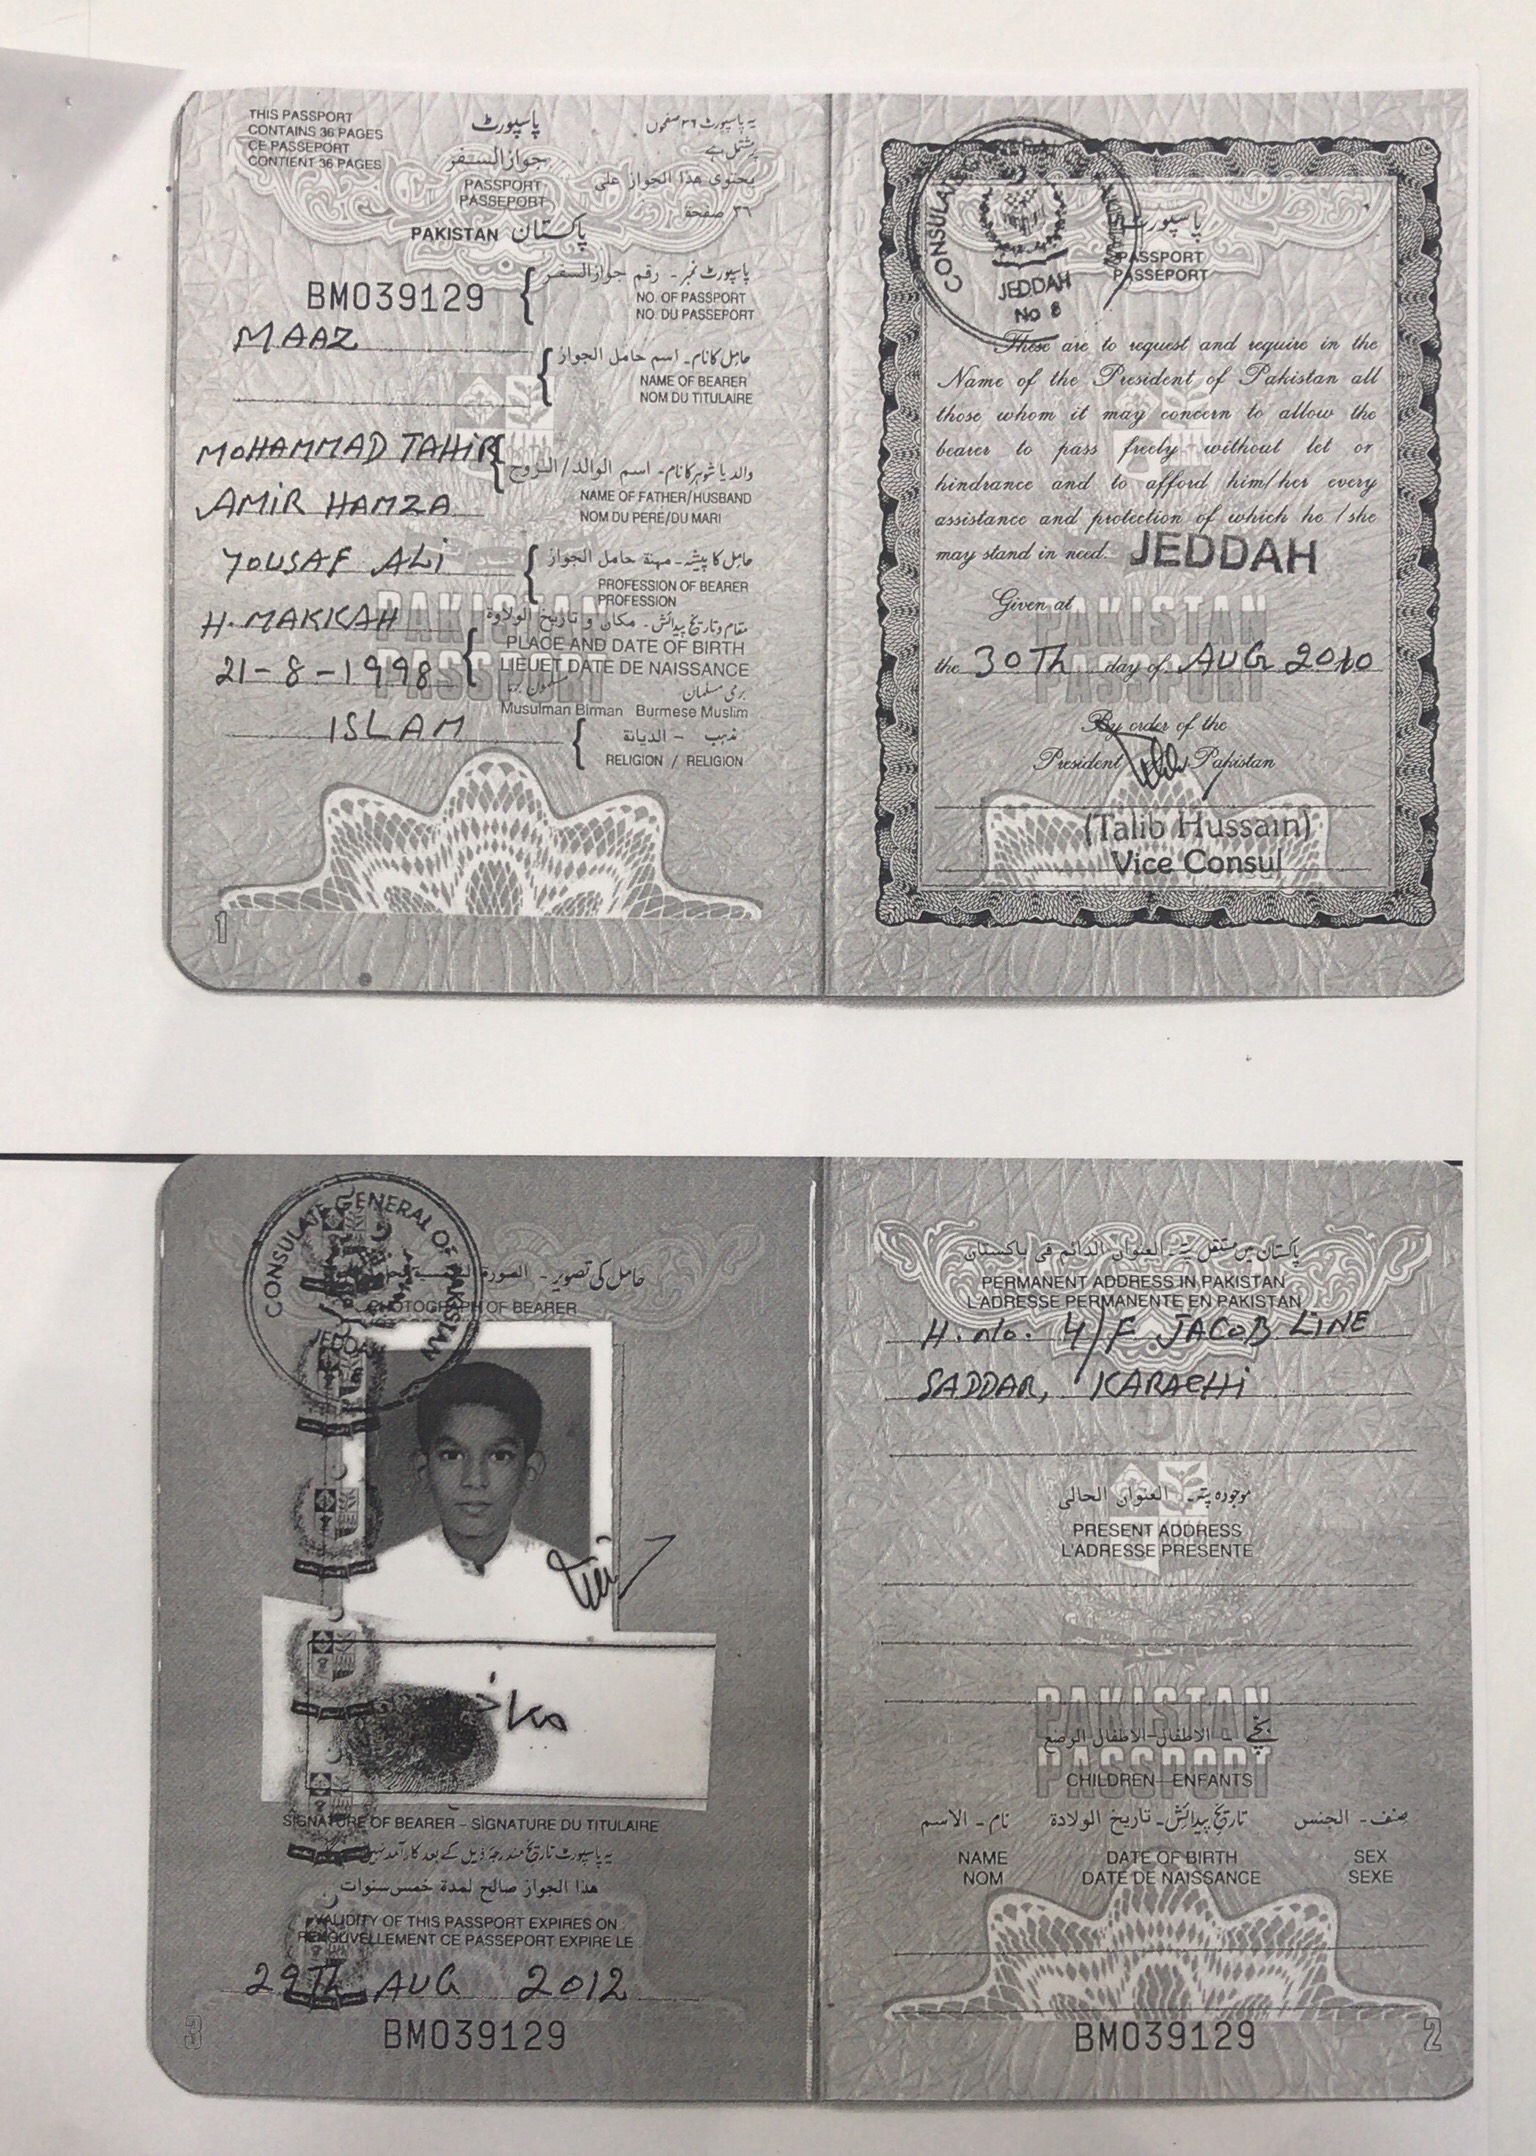 THIS PASSPORT
CONTAINS 36 PAGES
CE PASSEPORT
CONTIENT 36 PAGES
پاسپورٹ
جواز السفر
PASSPORT
PASSEPORT
PAKISTAN پاکستان
یہ پاسپورٹ ۳۶ صفحوں
پر مشتمل ہے
يحتوى هذا الجواز على
٣٦ صفحة
BM039129
پاسپورٹ نمبر - رقم جواز السفر
NO. OF PASSPORT
NO. DU PASSEPORT
MAAZ
حامل کا نام - اسم حامل الجواز
NAME OF BEARER
NOM DU TITULAIRE
MOHAMMAD TAHIR
AMIR HAMZA
والد یا شوہر کا نام - اسم الوالد/الزوج
NAME OF FATHER/HUSBAND
NOM DU PERE/DU MARI
YOUSAF ALI
حامل کا پیشہ - مهنة حامل الجواز
PROFESSION OF BEARER
PROFESSION
H. MAKKAH
21-8-1998
مقام و تاریخ پیدائش - مكان و تاريخ الولادة
PLACE AND DATE OF BIRTH
LIEU ET DATE DE NAISSANCE
برمی مسلمان
Musulman Birman Burmese Muslim
ISLAM
مذہب - الديانة
RELIGION / RELIGION
PAKISTAN
PASSPORT
1
CONSULATE GENERAL OF PAKISTAN
JEDDAH
No 8
پاسپورٹ
PASSPORT
PASSEPORT
These are to request and require in the
Name of the President of Pakistan all
those whom it may concern to allow the
bearer to pass freely without let or
hindrance and to afford him/her every
assistance and protection of which he / she
may stand in need. JEDDAH
Given at
PAKISTAN
PASSPORT
the 30TH day of AUG 2010
By order of the
President Pakistan
(Talib Hussain)
Vice Consul
CONSULATE GENERAL OF PAKISTAN
JEDDAH
حامل کی تصویر - الصورة
PHOTOGRAPH OF BEARER
معاذ
SIGNATURE OF BEARER – SIGNATURE DU TITULAIRE
یہ پاسپورٹ تاریخ مندرجہ ذیل کے بعد کارآمد نہیں
هذا الجواز صالح لمدة خمس سنوات
VALIDITY OF THIS PASSPORT EXPIRES ON
RENOUVELLEMENT CE PASSEPORT EXPIRE LE
29TH AUG 2012
BM039129
3
پاکستان میں مستقل پتہ - العنوان الدائم فى باكستان
PERMANENT ADDRESS IN PAKISTAN
L'ADRESSE PERMANENTE EN PAKISTAN
H. no. 4/F JACOB LINE
SADDAR, KARACHI
موجودہ پتہ - العنوان الحالى
PRESENT ADDRESS
L'ADRESSE PRESENTE
PAKISTAN
PASSPORT
بچے - الاطفال - الاطفال الرضع
CHILDREN—ENFANTS
نام - الاسم تاریخ پیدائش - تاريخ الولادة صنف - الجنس
NAME DATE OF BIRTH SEX
NOM DATE DE NAISSANCE SEXE
BM039129
2